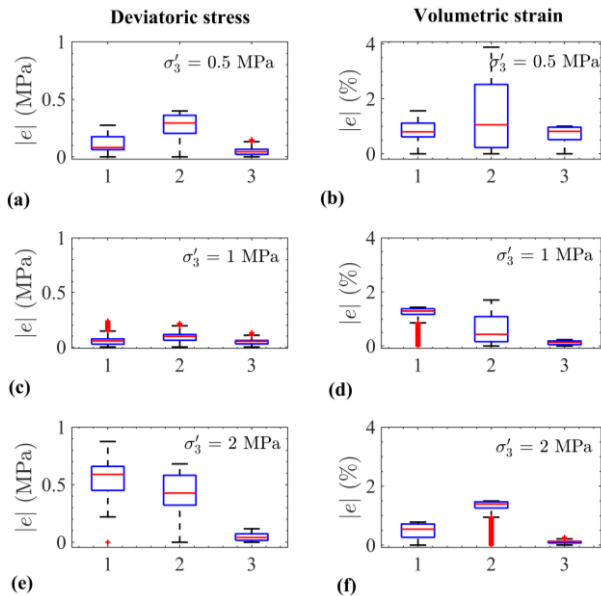 Deviatoric stress
Volumetric strain
1
0.5
0
|e| (MPa)
σ′₃ = 0.5 MPa
1 2 3
(a)
4
2
0
|e| (%)
σ′₃ = 0.5 MPa
1 2 3
(b)
1
0.5
0
|e| (MPa)
σ′₃ = 1 MPa
1 2 3
(c)
4
2
0
|e| (%)
σ′₃ = 1 MPa
1 2 3
(d)
1
0.5
0
|e| (MPa)
σ′₃ = 2 MPa
1 2 3
(e)
4
2
0
|e| (%)
σ′₃ = 2 MPa
1 2 3
(f)